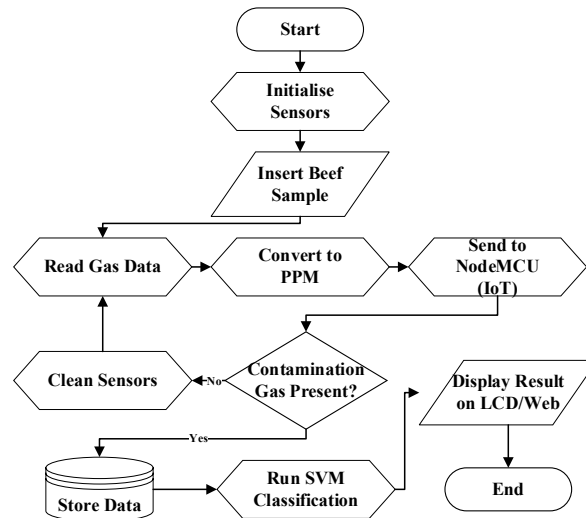 Start
Initialise
Sensors
Insert Beef
Sample
Read Gas Data
Convert to
PPM
Send to
NodeMCU
(IoT)
Clean Sensors
No
Contamination
Gas Present?
Display Result
on LCD/Web
Yes
Store Data
Run SVM
Classification
End